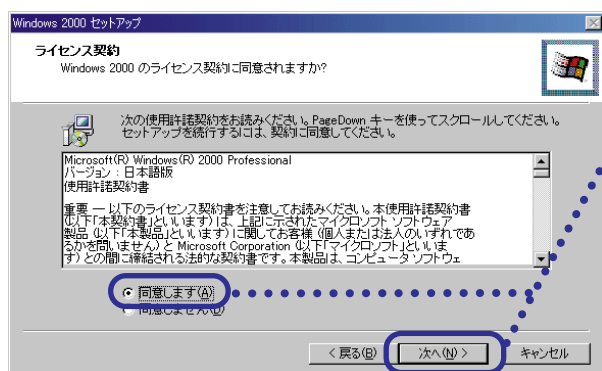 Windows 2000 セットアップ
ライセンス契約
Windows 2000 のライセンス契約に同意されますか?
次の使用許諾契約をお読みください。PageDown キーを使ってスクロールしてください。
セットアップを続行するには、契約に同意してください。
Microsoft(R) Windows(R) 2000 Professional
バージョン : 日本語版
使用許諾契約書
重要 ― 以下のライセンス契約書を注意してお読みください。本使用許諾契約書
(以下「本契約書」といいます) は、上記に示されたマイクロソフト ソフトウェア
製品 (以下「本製品」といいます) に関してお客様 (個人または法人のいずれであ
るかを問いません) と Microsoft Corporation (以下「マイクロソフト」といいま
す) との間に締結される法的な契約書です。本製品は、コンピュータ ソフトウェ
同意します(A)
同意しません(D)
< 戻る(B)
次へ(N) >
キャンセル